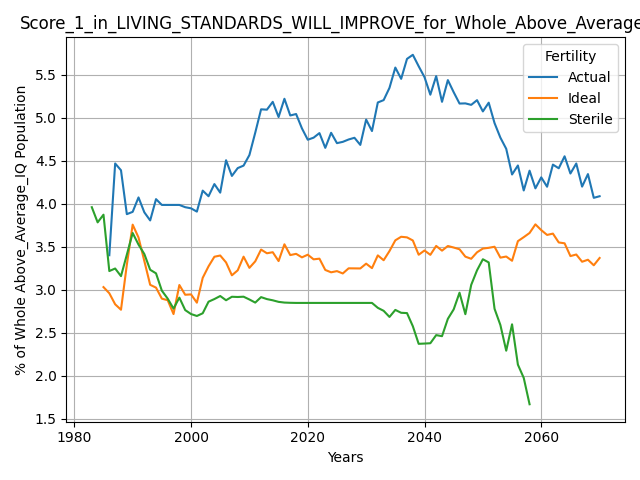 Score_1_in_LIVING_STANDARDS_WILL_IMPROVE_for_Whole_Above_Average
Fertility
Actual
Ideal
Sterile
% of Whole Above_Average_IQ Population
5.5
5.0
4.5
4.0
3.5
3.0
2.5
2.0
1.5
1980 2000 2020 2040 2060
Years